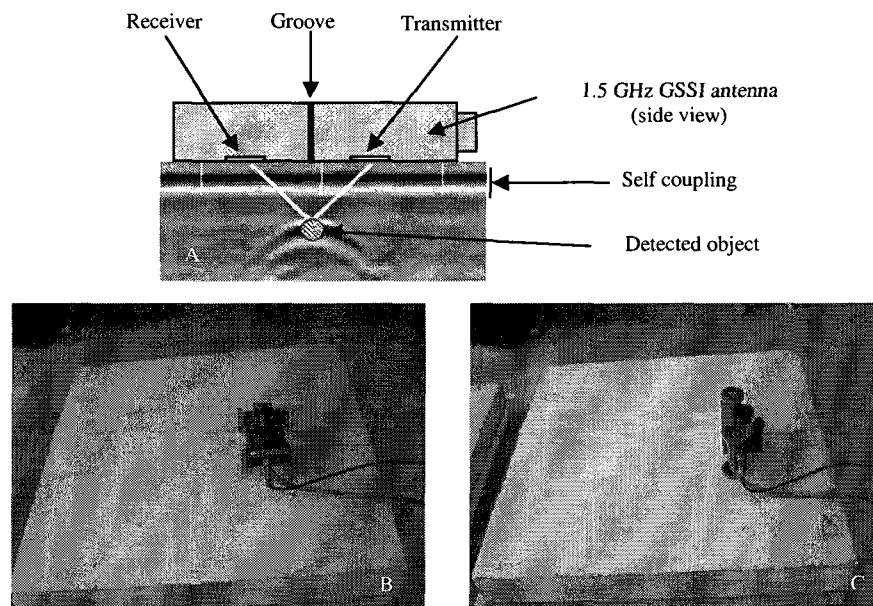 Receiver
Groove
Transmitter
1.5 GHz GSSI antenna
(side view)
Self coupling
Detected object
A
B
C